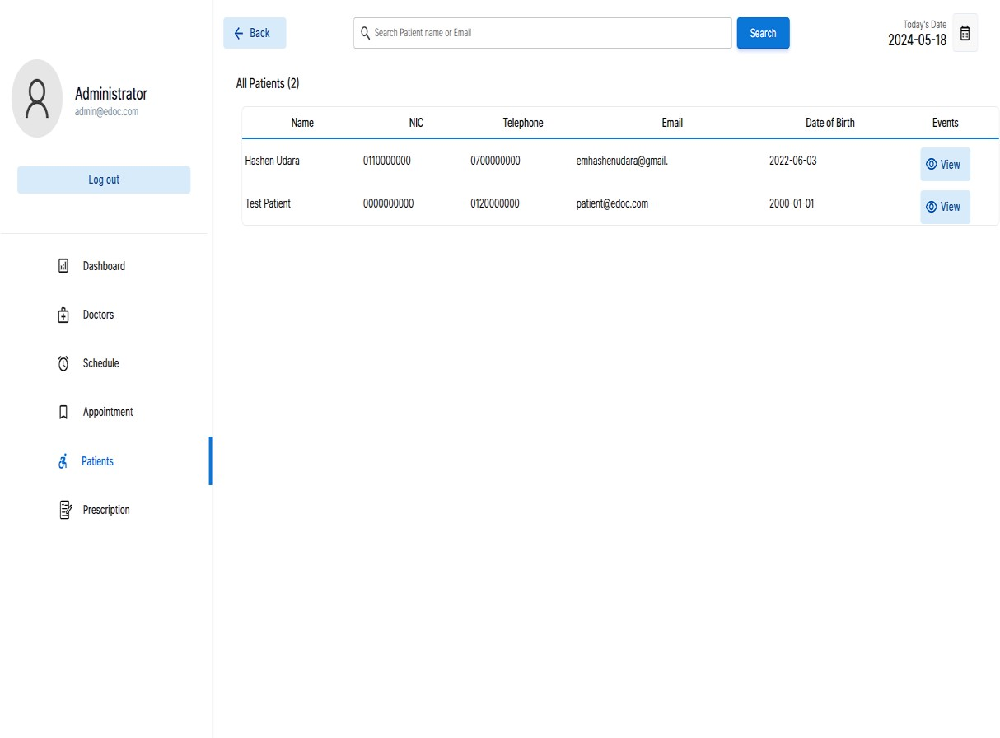 Back
Search Patient name or Email
Search
Today's Date
2024-05-18
Administrator
admin@edoc.com
Log out
Dashboard
Doctors
Schedule
Appointment
Patients
Prescription
All Patients (2)
Name NIC Telephone Email Date of Birth Events
Hashen Udara 0110000000 0700000000 emhashenudara@gmail. 2022-06-03 View
Test Patient 0000000000 0120000000 patient@edoc.com 2000-01-01 View